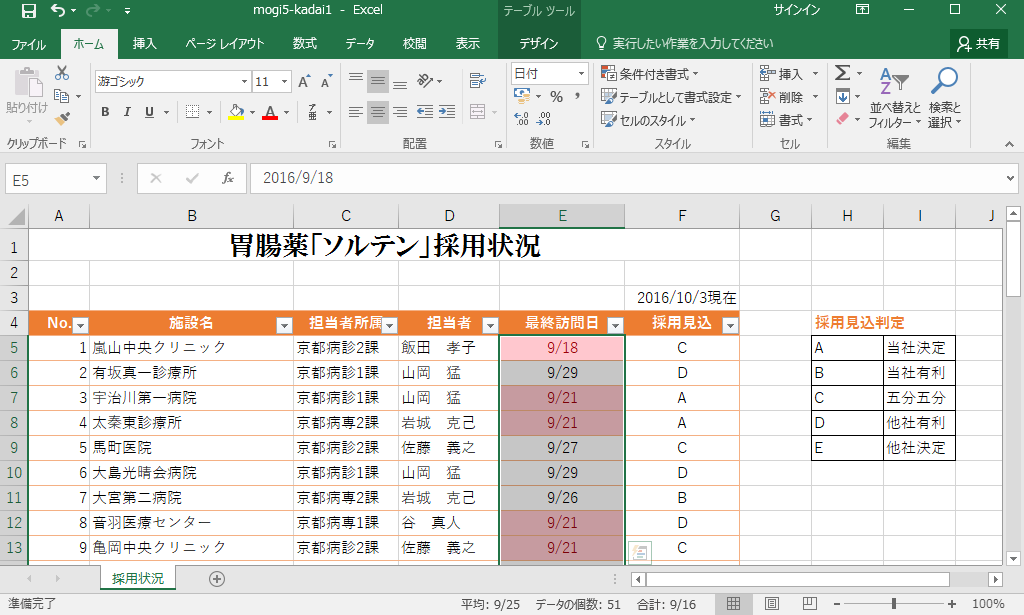 mogi5-kadai1 - Excel
テーブル ツール
サインイン
ファイル ホーム 挿入 ページ レイアウト 数式 データ 校閲 表示 デザイン 実行したい作業を入力してください 共有
貼り付け
クリップボード
游ゴシック 11
B I U
フォント
配置
日付
数値
条件付き書式
テーブルとして書式設定
セルのスタイル
スタイル
挿入
削除
書式
セル
並べ替えと
フィルター
検索と
選択
編集
E5 fx 2016/9/18
A B C D E F G H I J
1 胃腸薬「ソルテン」採用状況
2
3 2016/10/3現在
4 No. 施設名 担当者所属 担当者 最終訪問日 採用見込 採用見込判定
5 1 嵐山中央クリニック 京都病診2課 飯田 孝子 9/18 C A 当社決定
6 2 有坂真一診療所 京都病診1課 山岡 猛 9/29 D B 当社有利
7 3 宇治川第一病院 京都病診1課 山岡 猛 9/21 A C 五分五分
8 4 太秦東診療所 京都病専2課 岩城 克己 9/21 A D 他社有利
9 5 馬町医院 京都病診2課 佐藤 義之 9/27 C E 他社決定
10 6 大島光晴会病院 京都病診1課 山岡 猛 9/29 D
11 7 大宮第二病院 京都病専2課 岩城 克己 9/26 B
12 8 音羽医療センター 京都病専1課 谷 真人 9/21 D
13 9 亀岡中央クリニック 京都病診2課 佐藤 義之 9/21 C
採用状況
準備完了 平均: 9/25 データの個数: 51 合計: 9/16 100%